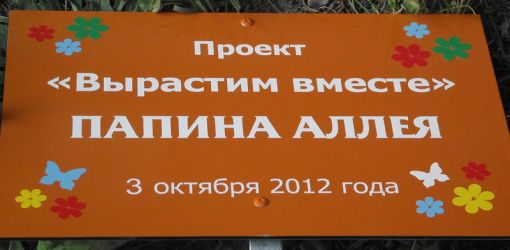 Проект
«Вырастим вместе»
ПАПИНА АЛЛЕЯ
3 октября 2012 года